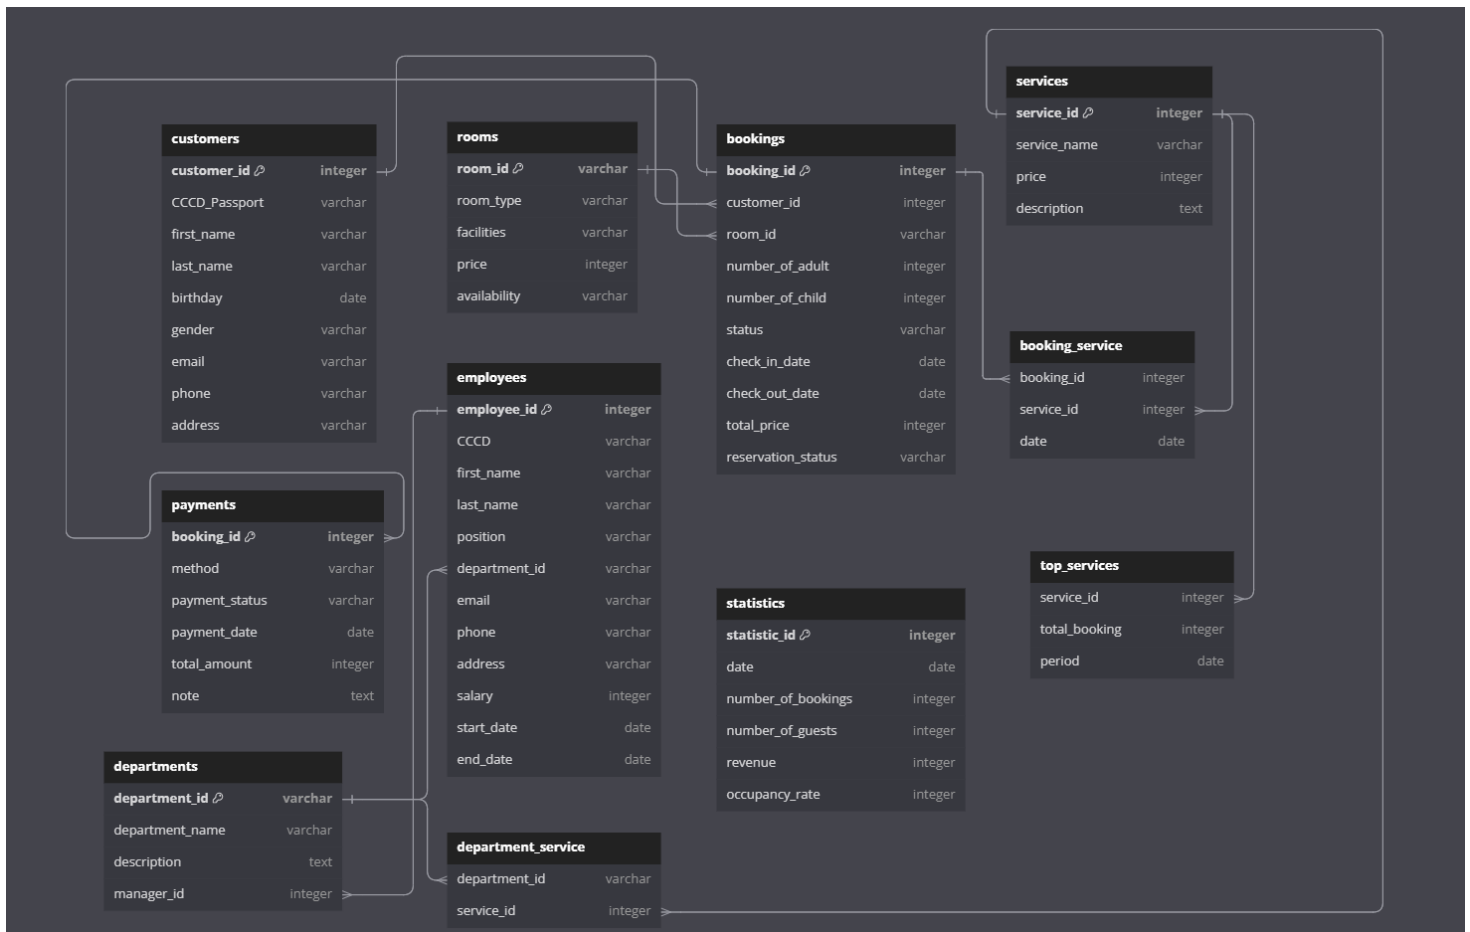 customers
customer_id integer
CCCD_Passport varchar
first_name varchar
last_name varchar
birthday date
gender varchar
email varchar
phone varchar
address varchar
rooms
room_id varchar
room_type varchar
facilities varchar
price integer
availability varchar
bookings
booking_id integer
customer_id integer
room_id varchar
number_of_adult integer
number_of_child integer
status varchar
check_in_date date
check_out_date date
total_price integer
reservation_status varchar
services
service_id integer
service_name varchar
price integer
description text
booking_service
booking_id integer
service_id integer
date date
employees
employee_id integer
CCCD varchar
first_name varchar
last_name varchar
position varchar
department_id varchar
email varchar
phone varchar
address varchar
salary integer
start_date date
end_date date
payments
booking_id integer
method varchar
payment_status varchar
payment_date date
total_amount integer
note text
statistics
statistic_id integer
date date
number_of_bookings integer
number_of_guests integer
revenue integer
occupancy_rate integer
top_services
service_id integer
total_booking integer
period date
departments
department_id varchar
department_name varchar
description text
manager_id integer
department_service
department_id varchar
service_id integer